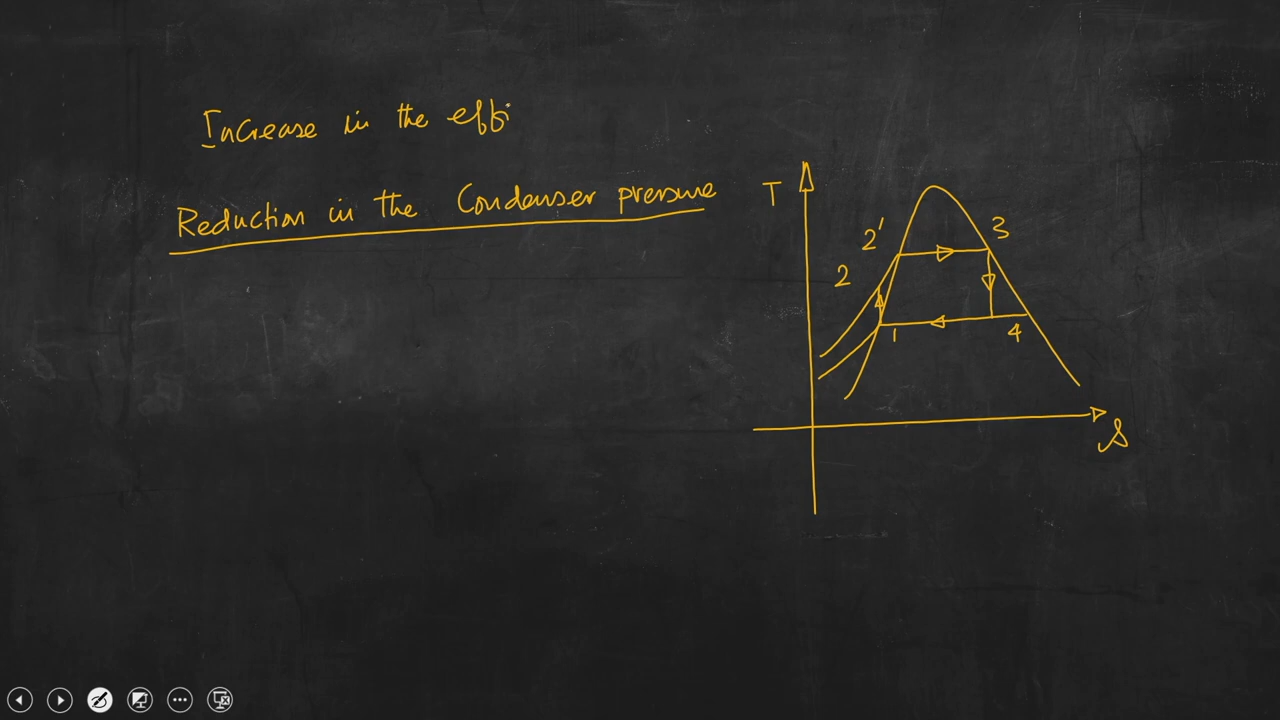 Increase in the effi
Reduction in the Condenser pressure
T
2'
3
2
1
4
s